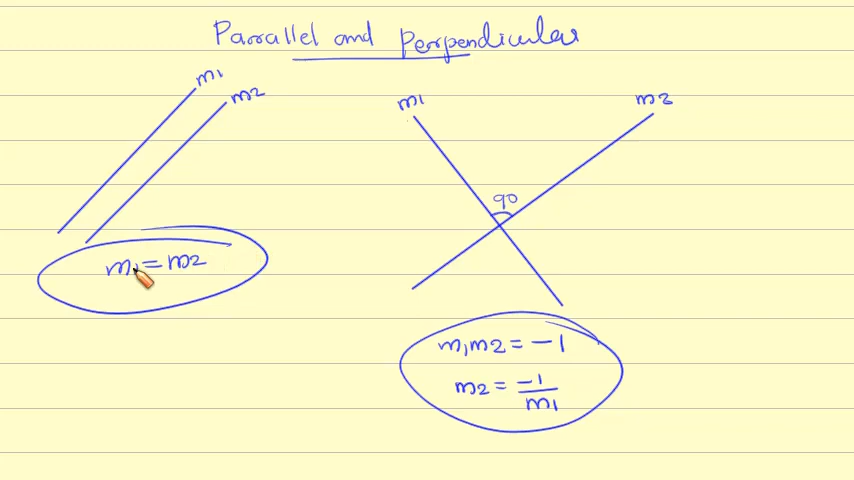 Parallel and Perpendicular
m1
m2
m1 = m2
m1
m2
90
m1m2 = -1
m2 = -1/m1